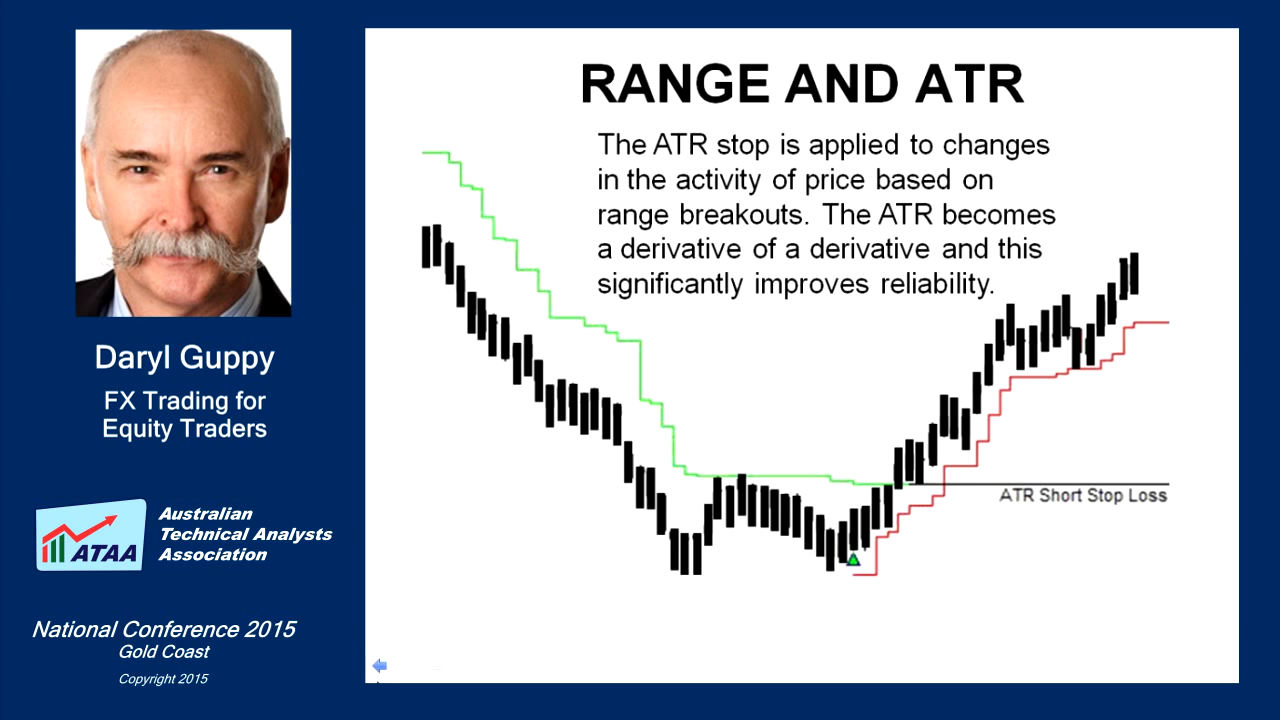 Daryl Guppy
FX Trading for
Equity Traders
ATAA
Australian
Technical Analysts
Association
National Conference 2015
Gold Coast
Copyright 2015
RANGE AND ATR
The ATR stop is applied to changes
in the activity of price based on
range breakouts. The ATR becomes
a derivative of a derivative and this
significantly improves reliability.
ATR Short Stop Loss